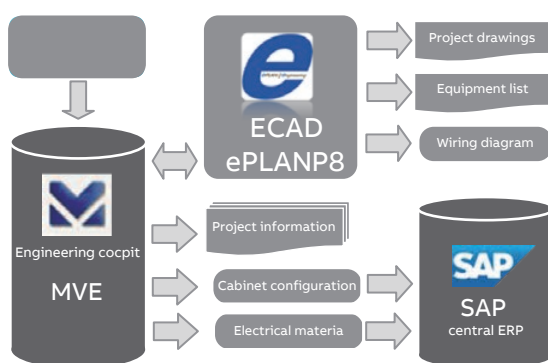 Project drawings
Equipment list
ECAD
ePLANP8
Wiring diagram
Engineering cocpit
MVE
Project information
Cabinet configuration
Electrical materia
SAP
SAP
central ERP